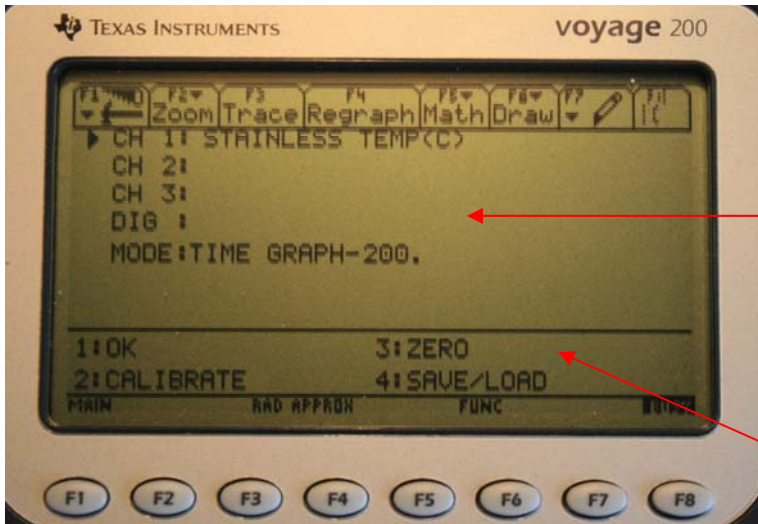 TEXAS INSTRUMENTS voyage 200
F1 F2 F3 F4 F5 F6 F7
Zoom Trace Regraph Math Draw
CH 1: STAINLESS TEMP(C)
CH 2:
CH 3:
DIG :
MODE:TIME GRAPH-200.
1:OK 3:ZERO
2:CALIBRATE 4:SAVE/LOAD
MAIN RAD APPROX FUNC
F1 F2 F3 F4 F5 F6 F7 F8